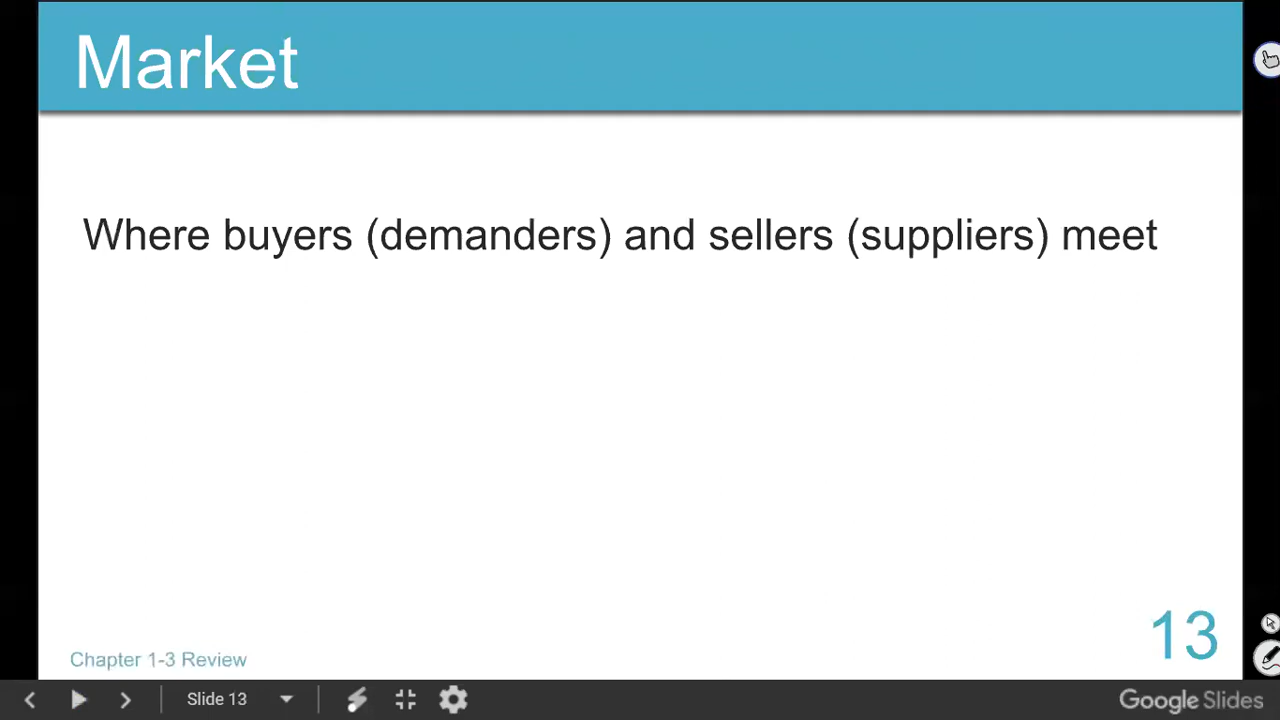 Market
Where buyers (demanders) and sellers (suppliers) meet
13
Chapter 1-3 Review
Slide 13
Google Slides